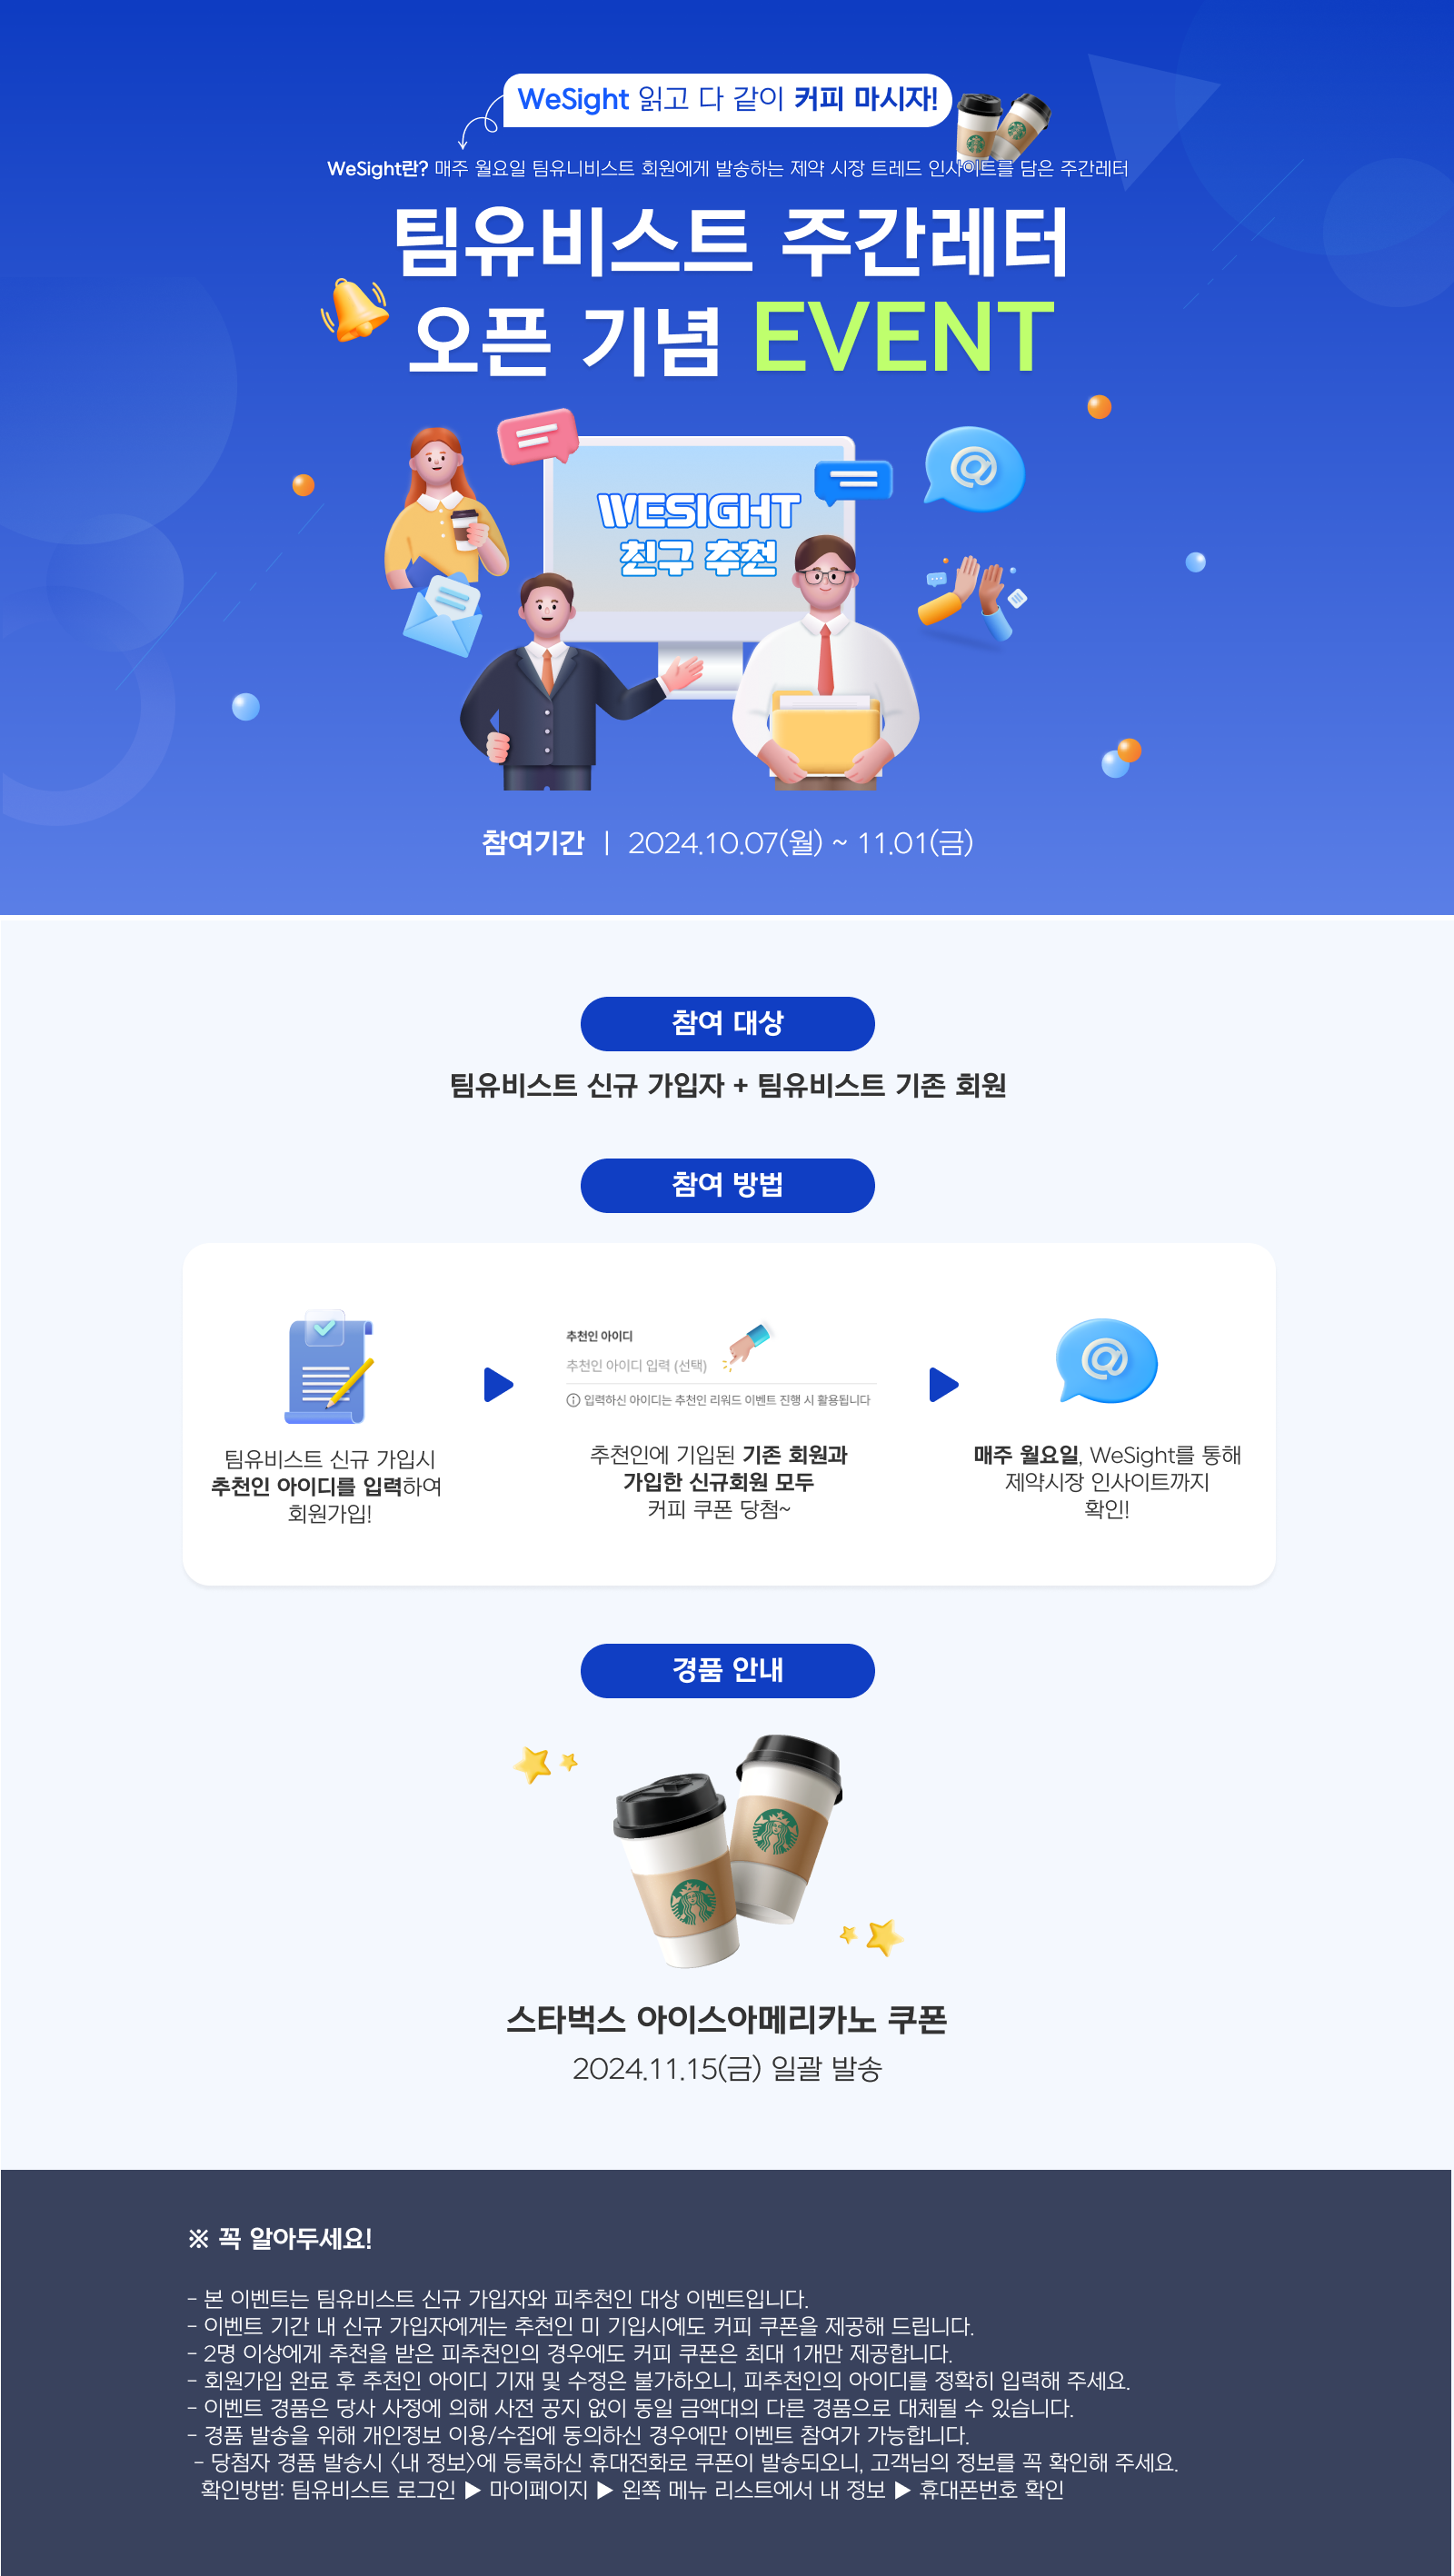 WeSight 읽고 다 같이 커피 마시자!
WeSight란? 매주 월요일 팀유니비스트 회원에게 발송하는 제약 시장 트레드 인사이트를 담은 주간레터
팀유비스트 주간레터
오픈 기념 EVENT
WESIGHT
친구 추천
참여기간 | 2024.10.07(월) ~ 11.01(금)
참여 대상
팀유비스트 신규 가입자 + 팀유비스트 기존 회원
참여 방법
추천인 아이디
추천인 아이디 입력 (선택)
입력하신 아이디는 추천인 리워드 이벤트 진행 시 활용됩니다
팀유비스트 신규 가입시
추천인 아이디를 입력하여
회원가입!
추천인에 기입된 기존 회원과
가입한 신규회원 모두
커피 쿠폰 당첨~
매주 월요일, WeSight를 통해
제약시장 인사이트까지
확인!
경품 안내
스타벅스 아이스아메리카노 쿠폰
2024.11.15(금) 일괄 발송
※ 꼭 알아두세요!
- 본 이벤트는 팀유비스트 신규 가입자와 피추천인 대상 이벤트입니다.
- 이벤트 기간 내 신규 가입자에게는 추천인 미 기입시에도 커피 쿠폰을 제공해 드립니다.
- 2명 이상에게 추천을 받은 피추천인의 경우에도 커피 쿠폰은 최대 1개만 제공합니다.
- 회원가입 완료 후 추천인 아이디 기재 및 수정은 불가하오니, 피추천인의 아이디를 정확히 입력해 주세요.
- 이벤트 경품은 당사 사정에 의해 사전 공지 없이 동일 금액대의 다른 경품으로 대체될 수 있습니다.
- 경품 발송을 위해 개인정보 이용/수집에 동의하신 경우에만 이벤트 참여가 가능합니다.
- 당첨자 경품 발송시 <내 정보>에 등록하신 휴대전화로 쿠폰이 발송되오니, 고객님의 정보를 꼭 확인해 주세요.
확인방법: 팀유비스트 로그인 ▶ 마이페이지 ▶ 왼쪽 메뉴 리스트에서 내 정보 ▶ 휴대폰번호 확인